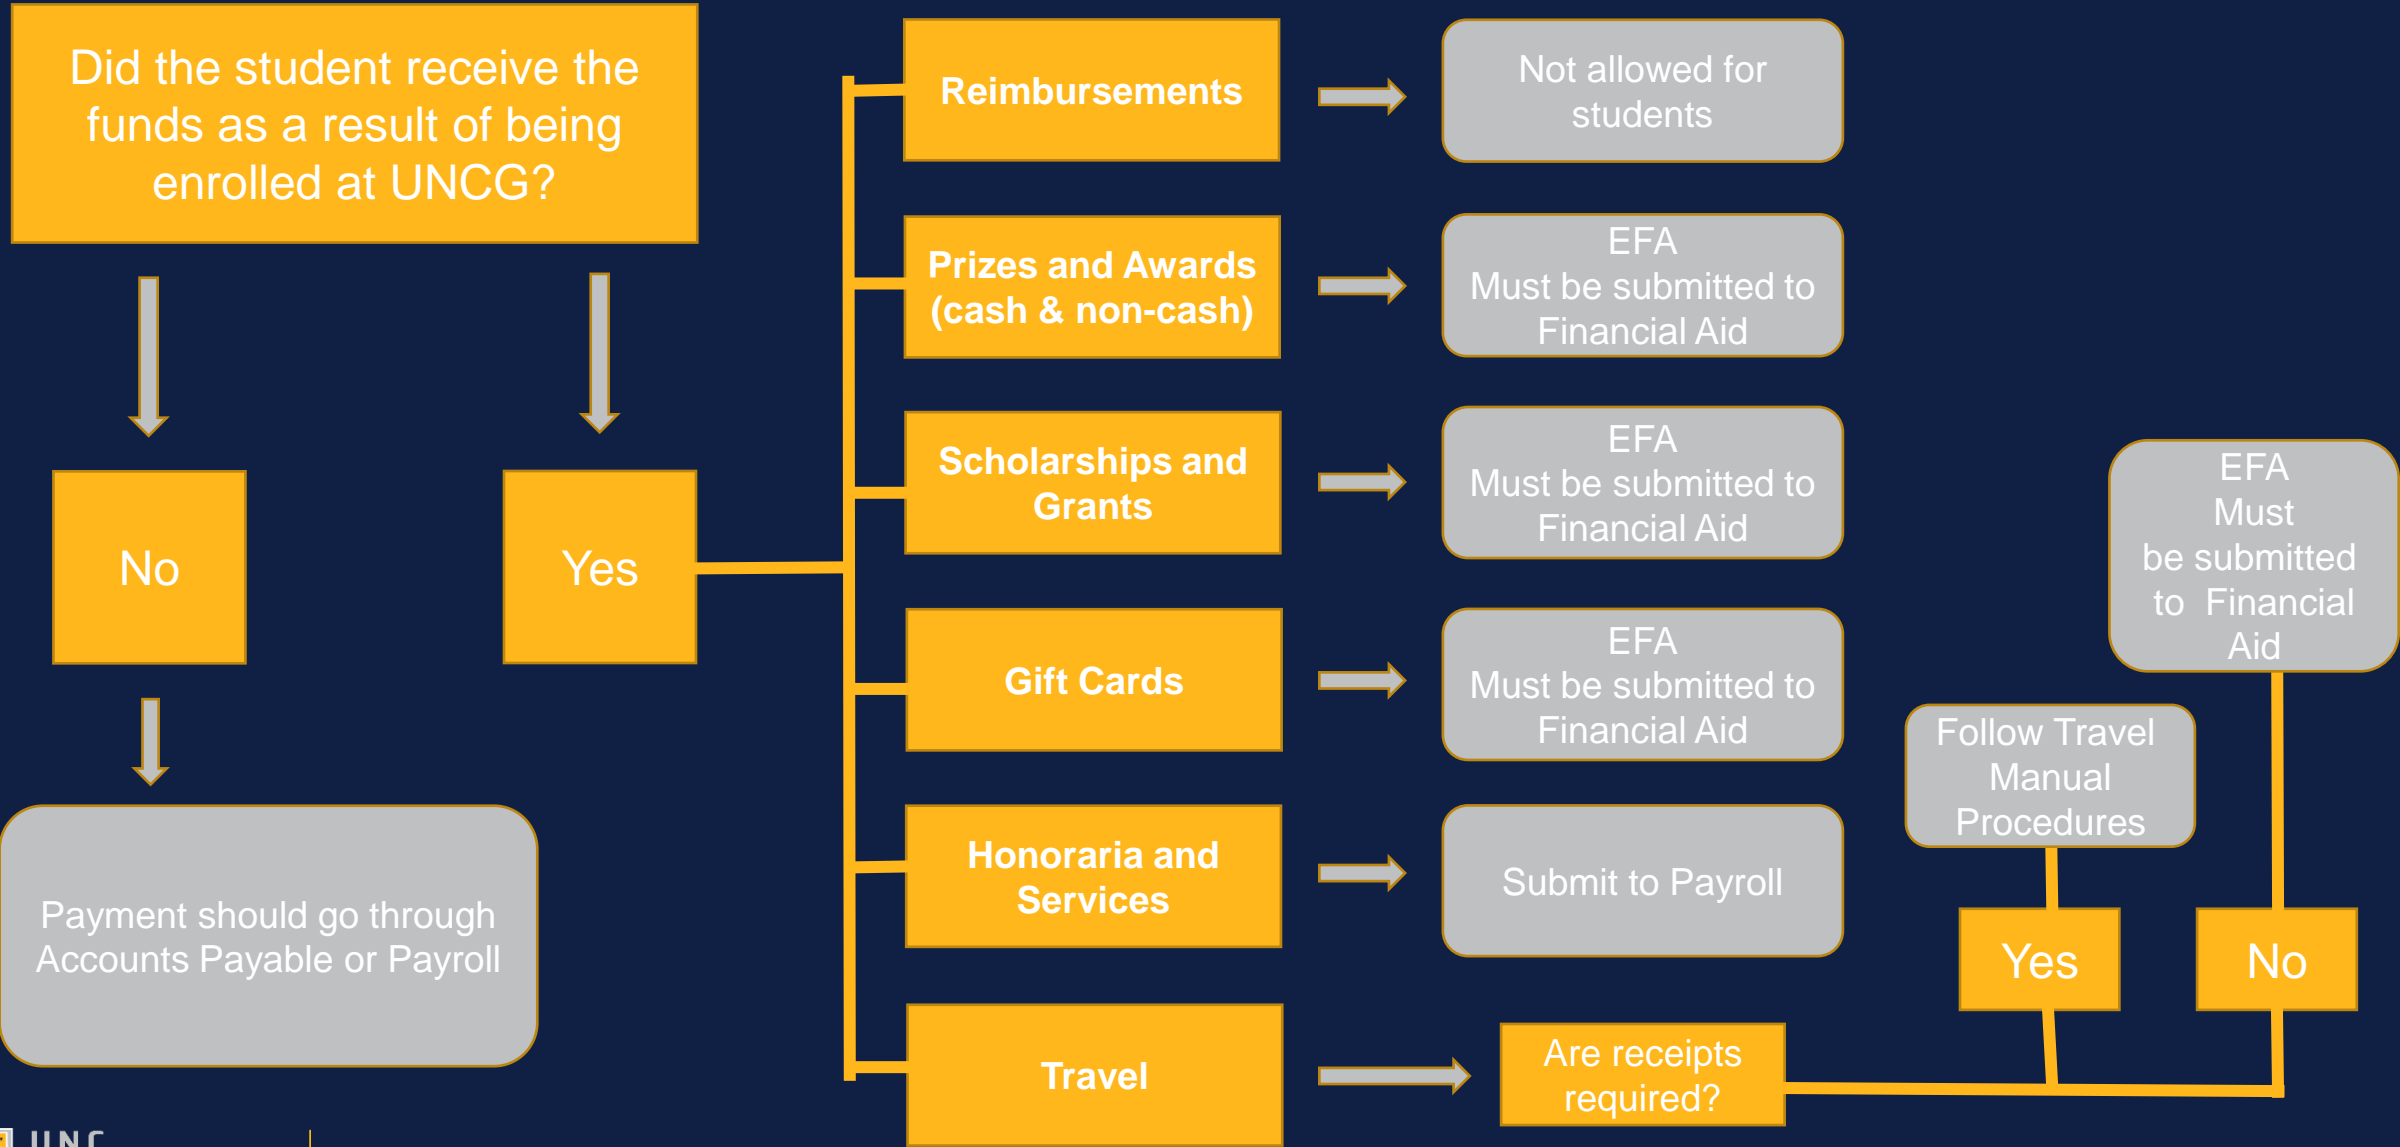 Did the student receive the
funds as a result of being
enrolled at UNCG?
No
Yes
Payment should go through
Accounts Payable or Payroll
Reimbursements
Not allowed for
students
Prizes and Awards
(cash & non-cash)
EFA
Must be submitted to
Financial Aid
Scholarships and
Grants
EFA
Must be submitted to
Financial Aid
Gift Cards
EFA
Must be submitted to
Financial Aid
Honoraria and
Services
Submit to Payroll
Travel
Are receipts
required?
Yes
Follow Travel
Manual
Procedures
No
EFA
Must
be submitted
to Financial
Aid
UNC